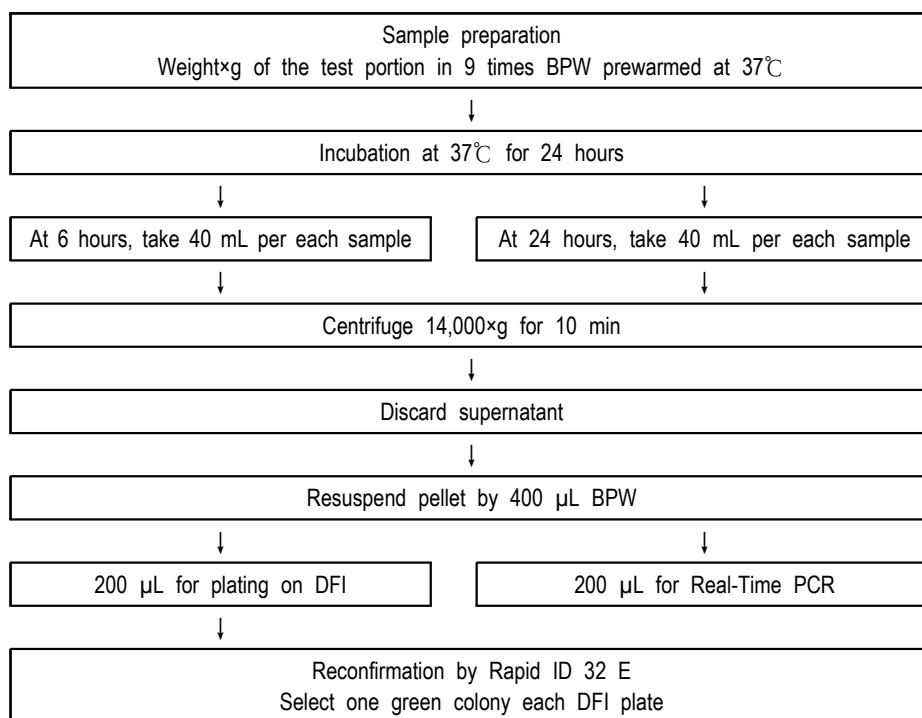 Sample preparation
Weight×g of the test portion in 9 times BPW prewarmed at 37℃
↓
Incubation at 37℃ for 24 hours
↓ ↓
At 6 hours, take 40 mL per each sample
At 24 hours, take 40 mL per each sample
↓ ↓
Centrifuge 14,000×g for 10 min
↓
Discard supernatant
↓
Resuspend pellet by 400 µL BPW
↓ ↓
200 µL for plating on DFI
200 µL for Real-Time PCR
↓
Reconfirmation by Rapid ID 32 E
Select one green colony each DFI plate